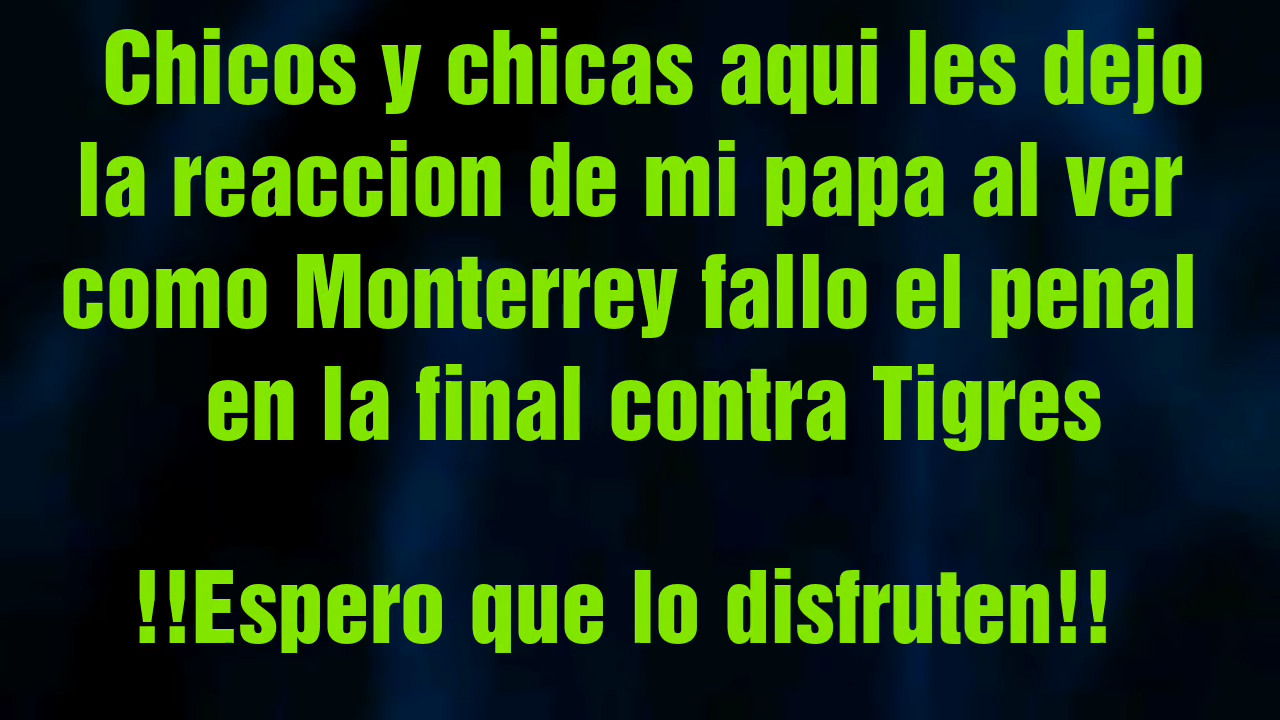 Chicos y chicas aqui les dejo
la reaccion de mi papa al ver
como Monterrey fallo el penal
en la final contra Tigres
!!Espero que lo disfruten!!